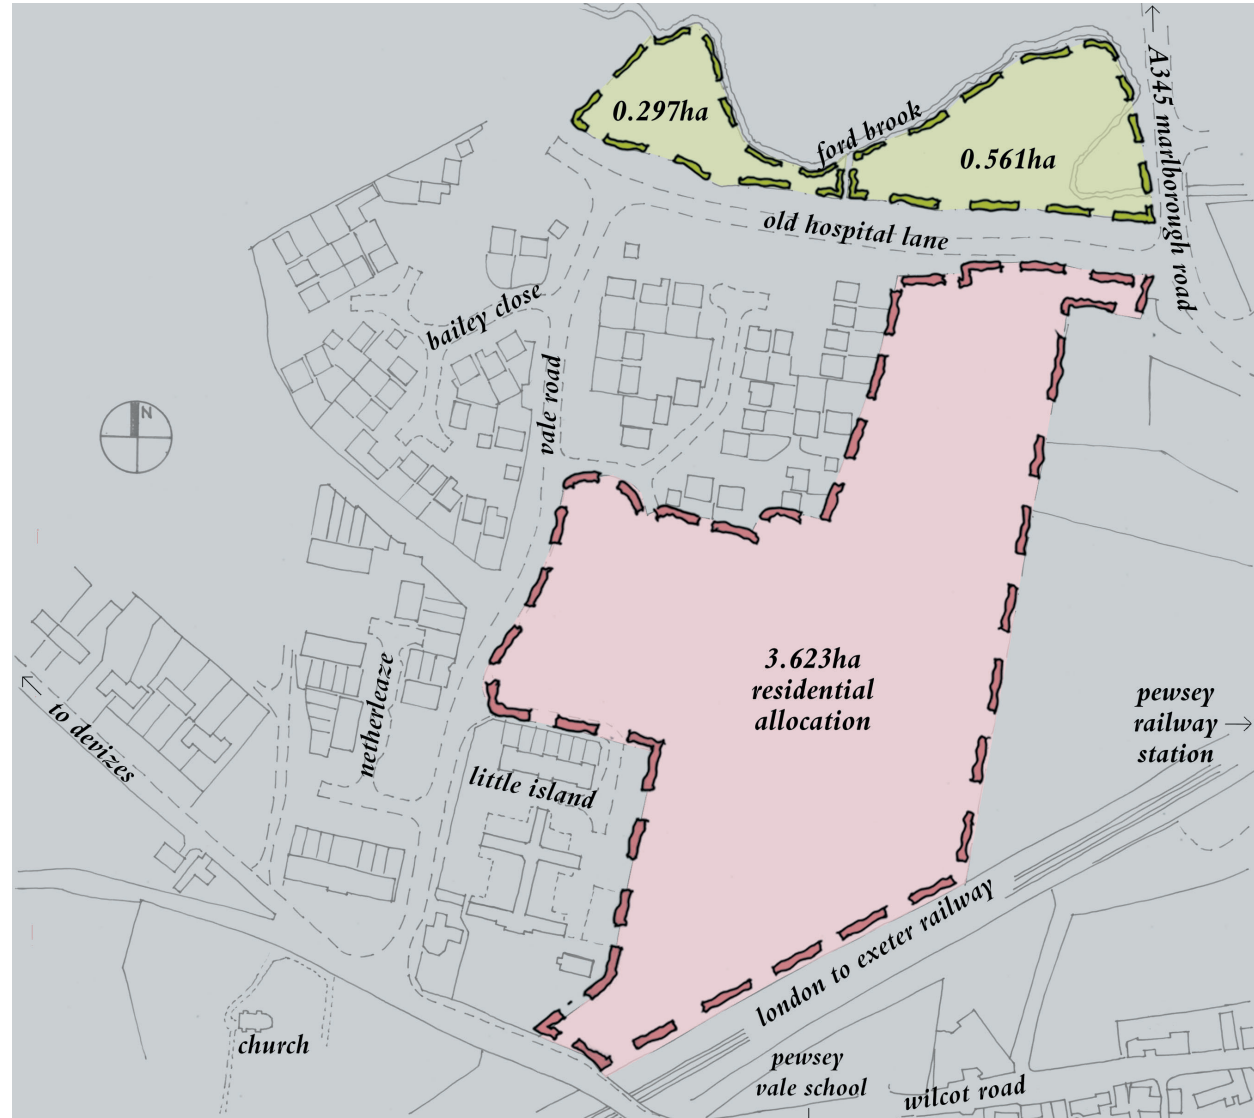 0.297ha
ford brook
0.561ha
A345 marlborough road
old hospital lane
bailey close
vale road
N
3.623ha
residential
allocation
netherleaze
to devizes
little island
pewsey
railway
station
london to exeter railway
church
pewsey
vale school
wilcot road